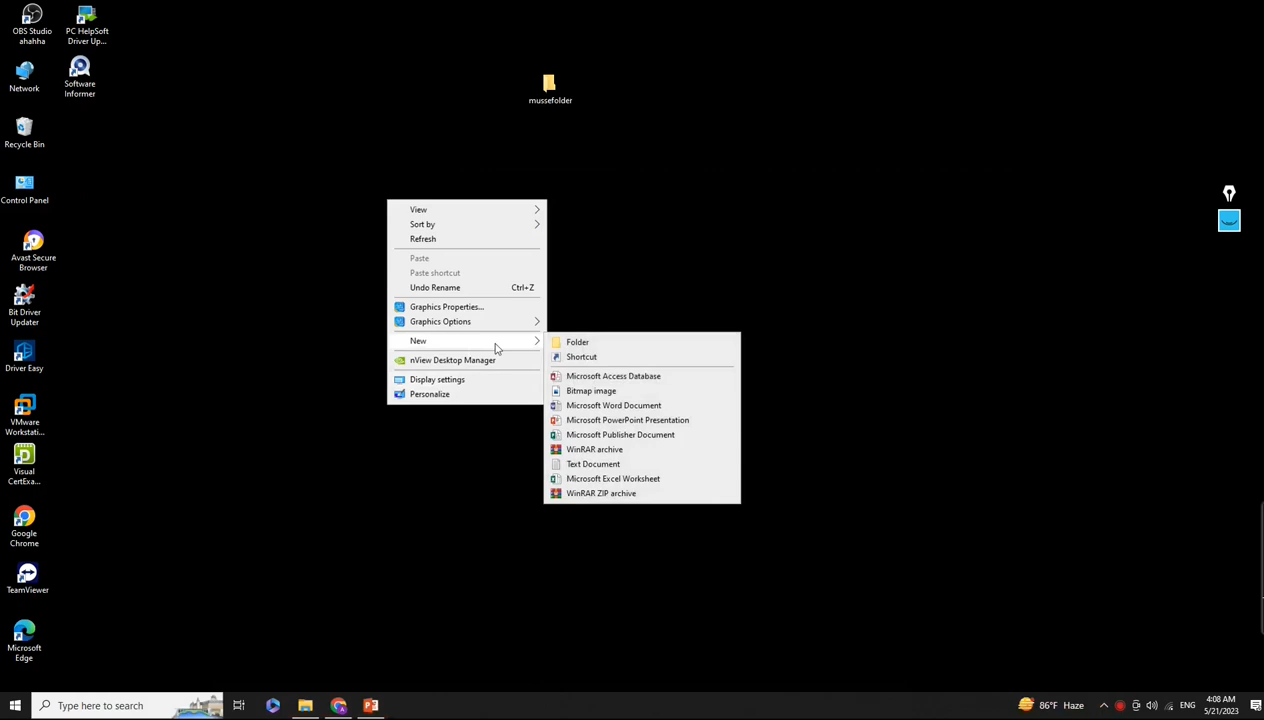 OBS Studio
ahahha
PC HelpSoft
Driver Up...
Network
Software
Informer
mussefolder
Recycle Bin
Control Panel
Avast Secure
Browser
Bit Driver
Updater
Driver Easy
VMware
Workstati...
Visual
CertExa...
Google
Chrome
TeamViewer
Microsoft
Edge
View
Sort by
Refresh
Paste
Paste shortcut
Undo Rename Ctrl+Z
Graphics Properties...
Graphics Options
New
nView Desktop Manager
Display settings
Personalize
Folder
Shortcut
Microsoft Access Database
Bitmap image
Microsoft Word Document
Microsoft PowerPoint Presentation
Microsoft Publisher Document
WinRAR archive
Text Document
Microsoft Excel Worksheet
WinRAR ZIP archive
Type here to search
86°F Haze
ENG
4:08 AM
5/21/2023